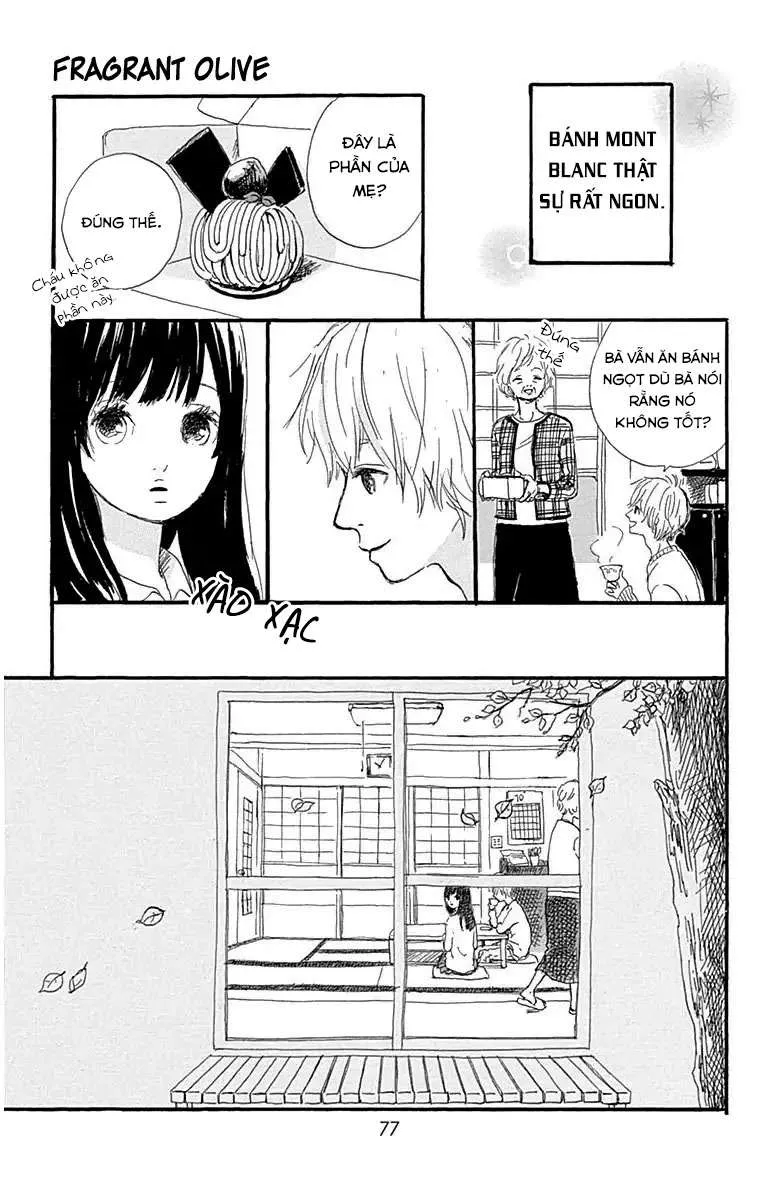 FRAGRANT OLIVE
BÁNH MONT
BLANC THẬT
SỰ RẤT NGON.
ĐÂY LÀ
PHẦN CỦA
MẸ?
ĐÚNG THẾ.
Cháu không
được ăn
phần này.
BÀ VẪN ĂN BÁNH
NGỌT DÙ BÀ NÓI
RẰNG NÓ
KHÔNG TỐT?
Đúng
thế
XÀO XẠC
10
77